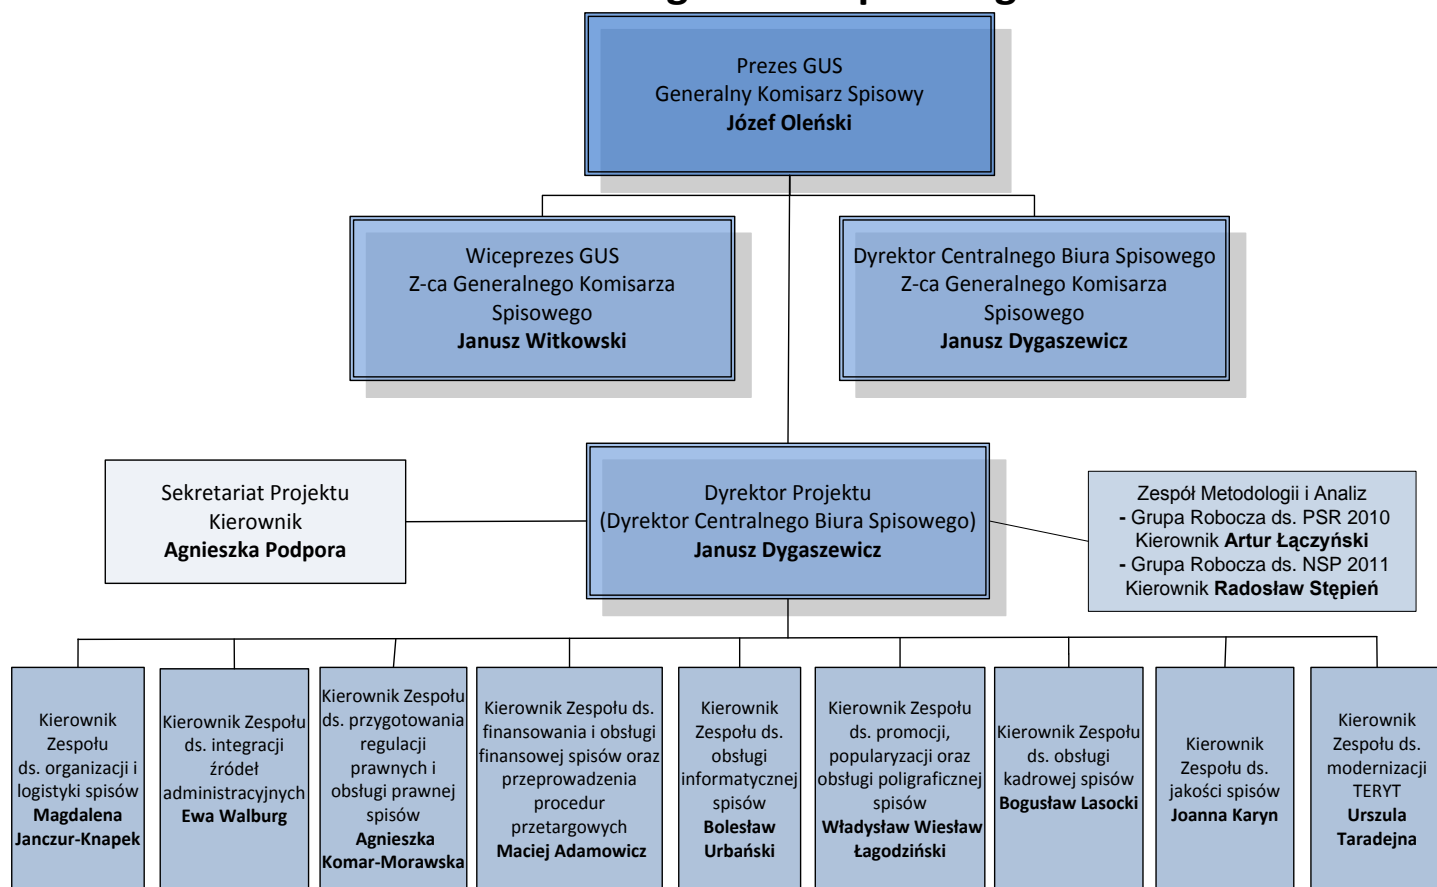 Prezes GUS
Generalny Komisarz Spisowy
Józef Oleński
Wiceprezes GUS
Z-ca Generalnego Komisarza
Spisowego
Janusz Witkowski
Dyrektor Centralnego Biura Spisowego
Z-ca Generalnego Komisarza
Spisowego
Janusz Dygaszewicz
Sekretariat Projektu
Kierownik
Agnieszka Podpora
Dyrektor Projektu
(Dyrektor Centralnego Biura Spisowego)
Janusz Dygaszewicz
Zespół Metodologii i Analiz
- Grupa Robocza ds. PSR 2010
Kierownik Artur Łączyński
- Grupa Robocza ds. NSP 2011
Kierownik Radosław Stępień
Kierownik
Zespołu
ds. organizacji i
logistyki spisów
Magdalena
Janczur-Knapek
Kierownik Zespołu
ds. integracji
źródeł
administracyjnych
Ewa Walburg
Kierownik Zespołu
ds. przygotowania
regulacji
prawnych i
obsługi prawnej
spisów
Agnieszka
Komar-Morawska
Kierownik Zespołu ds.
finansowania i obsługi
finansowej spisów oraz
przeprowadzenia
procedur
przetargowych
Maciej Adamowicz
Kierownik
Zespołu ds.
obsługi
informatycznej
spisów
Bolesław
Urbański
Kierownik Zespołu
ds. promocji,
popularyzacji oraz
obsługi poligraficznej
spisów
Władysław Wiesław
Łagodziński
Kierownik Zespołu
ds. obsługi
kadrowej spisów
Bogusław Lasocki
Kierownik
Zespołu ds.
jakości spisów
Joanna Karyn
Kierownik
Zespołu ds.
modernizacji
TERYT
Urszula
Taradejna